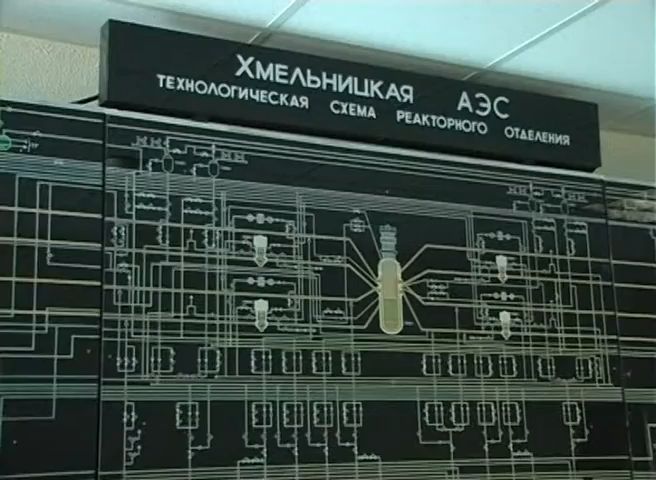 ХМЕЛЬНИЦКАЯ АЭС
ТЕХНОЛОГИЧЕСКАЯ СХЕМА РЕАКТОРНОГО ОТДЕЛЕНИЯ